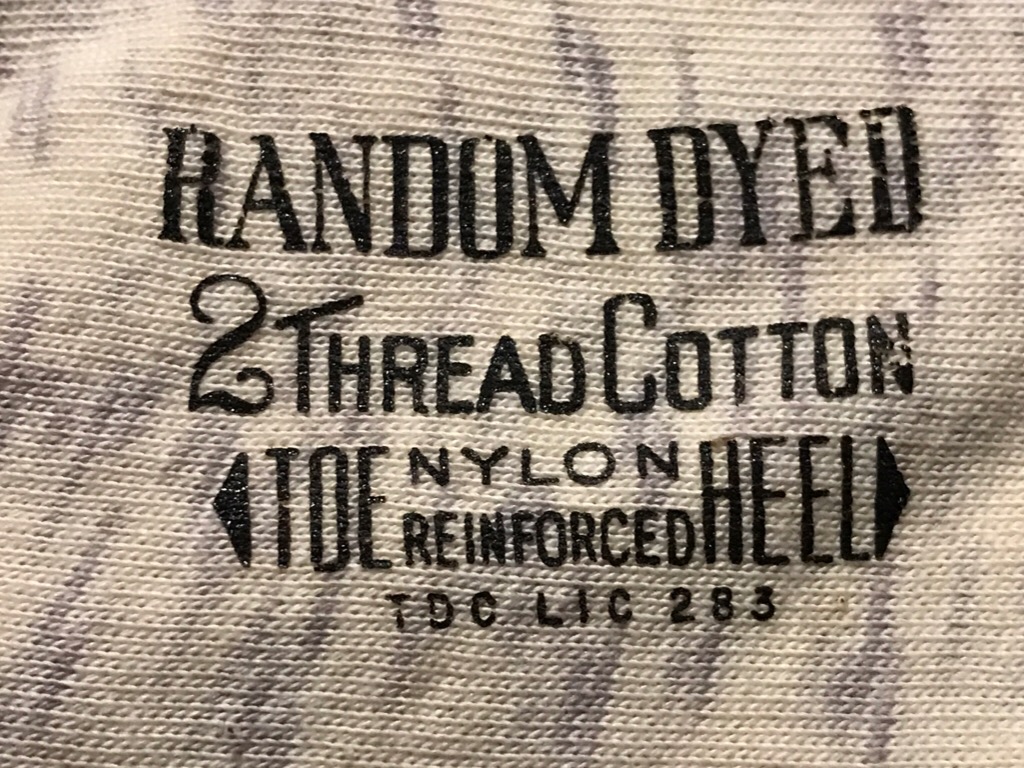 RANDOM DYED
2 THREAD COTTON
TOE NYLON REINFORCED HEEL
TDC LIC 283